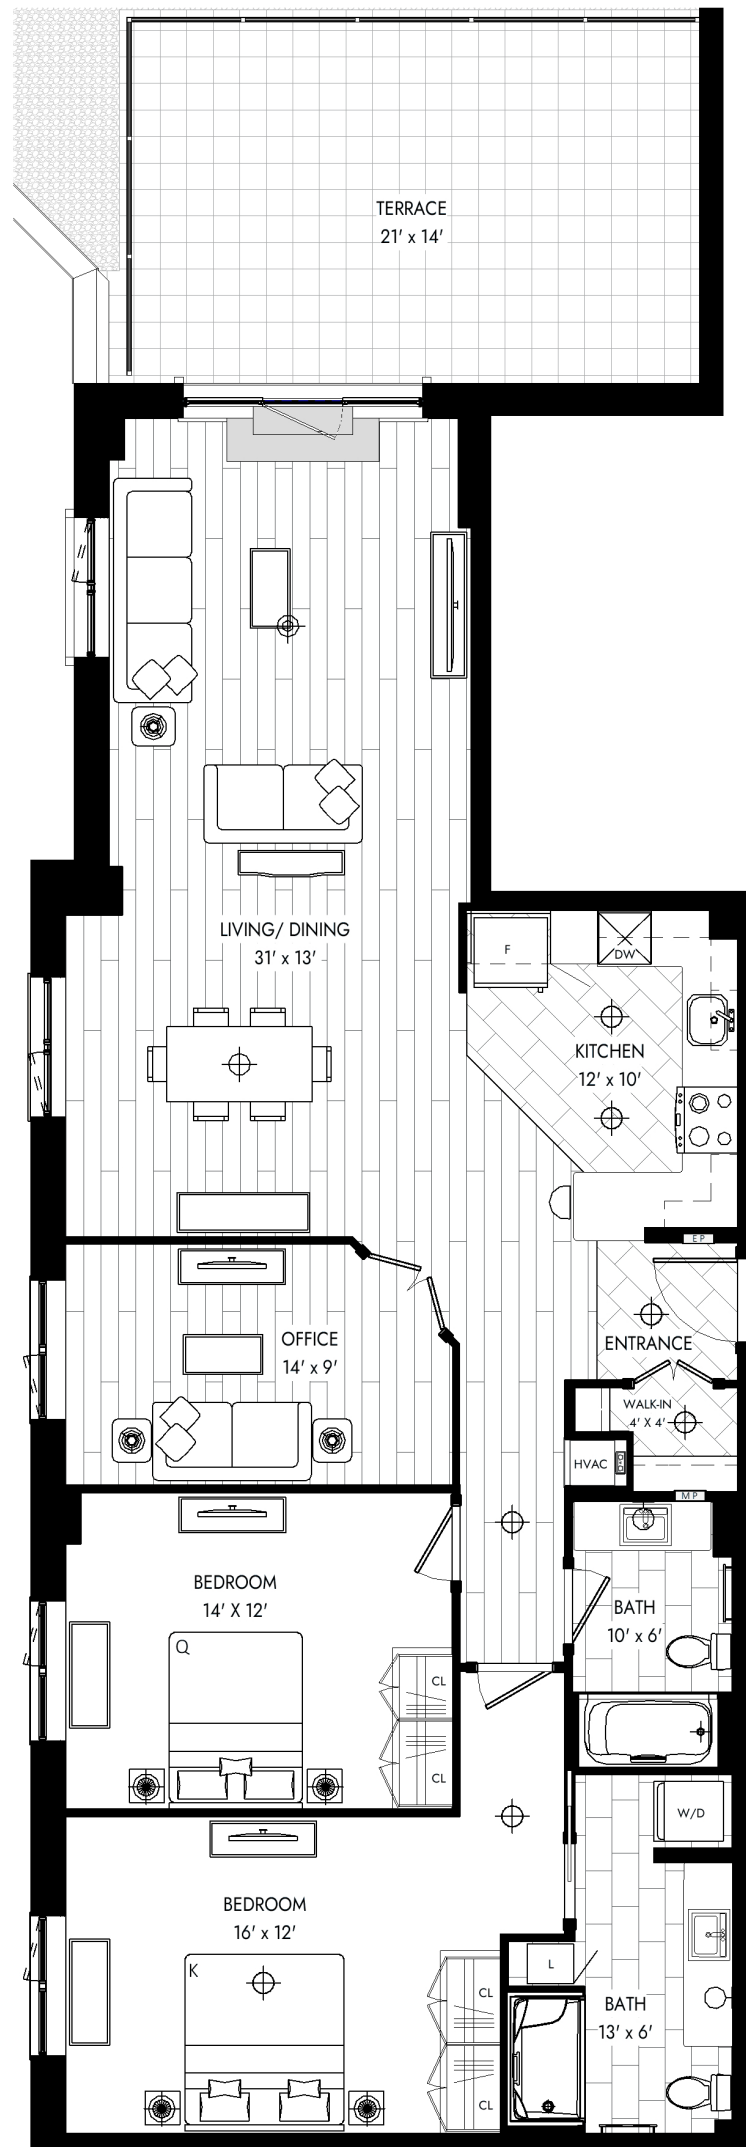 TERRACE
21' x 14'
LIVING/ DINING
31' x 13'
F
DW
KITCHEN
12' x 10'
EP
OFFICE
14' x 9'
ENTRANCE
WALK-IN
4' X 4'
HVAC
MP
BEDROOM
14' X 12'
Q
BATH
10' x 6'
CL
CL
W/D
BEDROOM
16' x 12'
K
L
CL
BATH
13' x 6'
CL